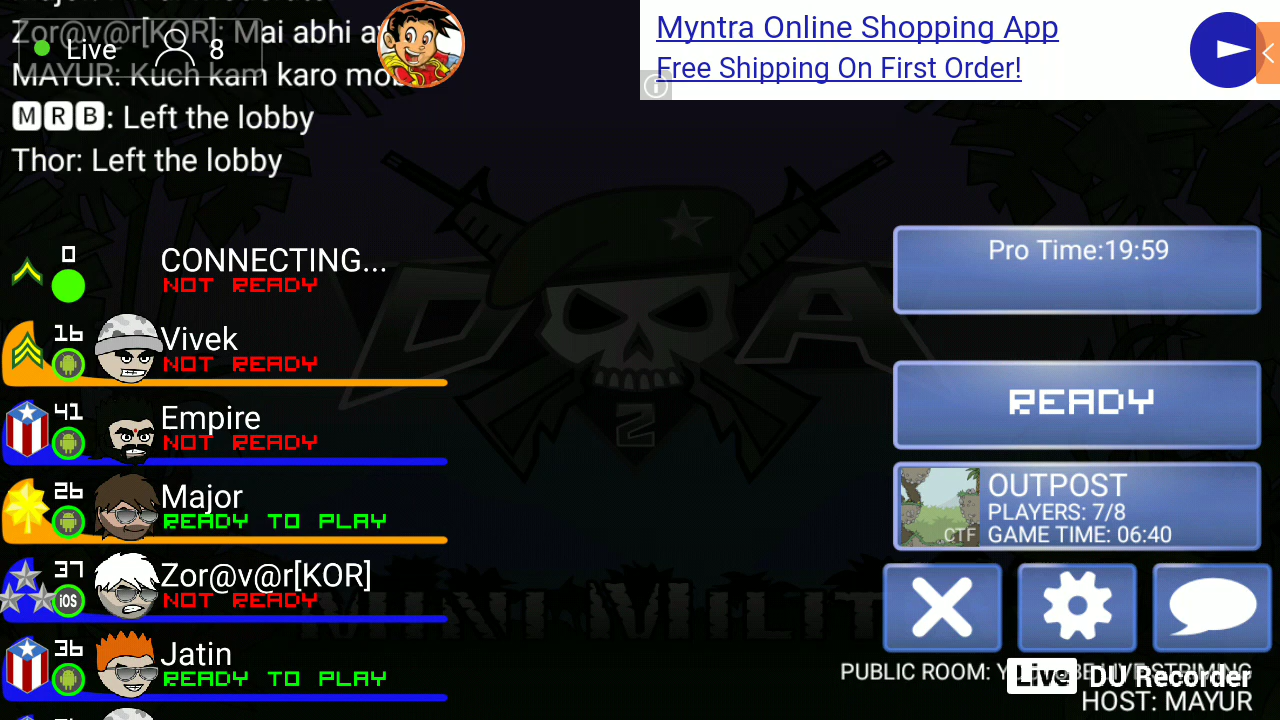 Zor@v@r[KOR]: Mai abhi
Live 8
MAYUR: Kuch kam karo
MRB: Left the lobby
Thor: Left the lobby
Myntra Online Shopping App
Free Shipping On First Order!
Pro Time:19:59
0 CONNECTING...
NOT READY
16 Vivek
NOT READY
41 Empire
NOT READY
26 Major
READY TO PLAY
37 Zor@v@r[KOR]
iOS NOT READY
36 Jatin
READY TO PLAY
READY
OUTPOST
PLAYERS: 7/8
CTF GAME TIME: 06:40
D A
2
MINI MILIT
PUBLIC ROOM:
Live DU Recorder
HOST: MAYUR